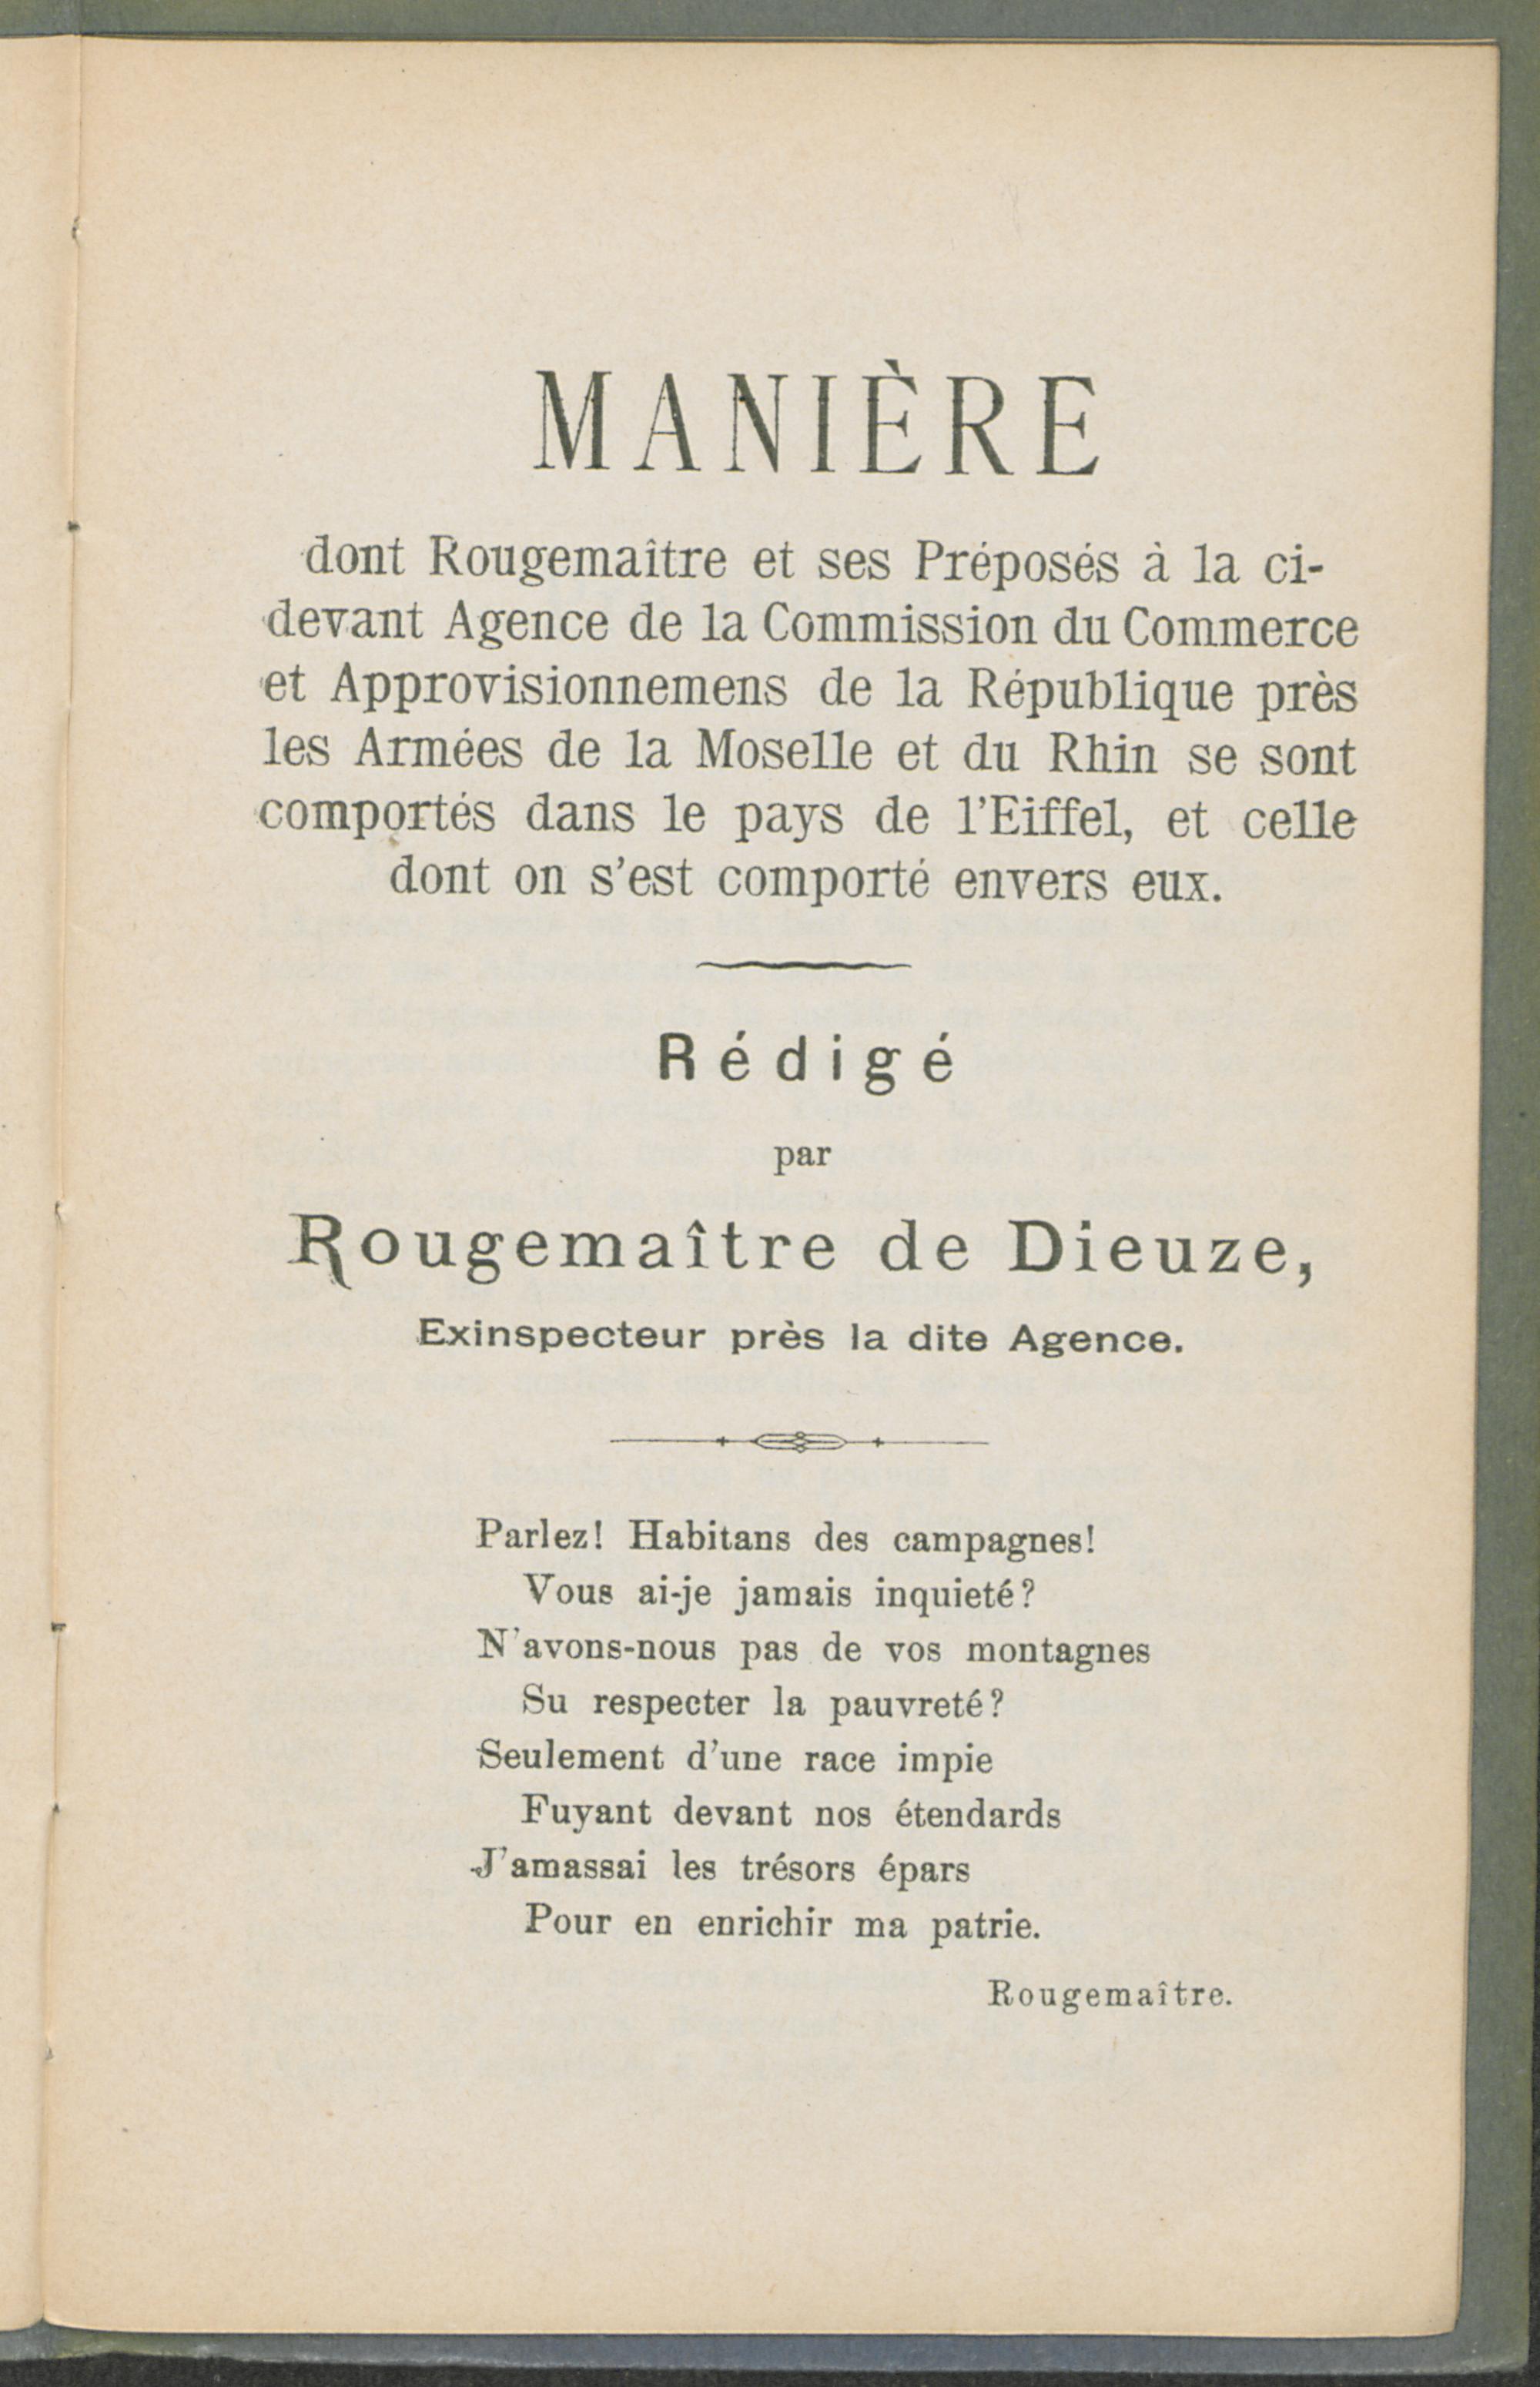 MANIÈRE
dont Rougemaître et ses Préposés à la ci-
devant Agence de la Commission du Commerce
et Approvisionnemens de la République près
les Armées de la Moselle et du Rhin se sont
comportés dans le pays de l'Eiffel, et celle
dont on s'est comporté envers eux.
Rédigé
par
Rougemaître de Dieuze,
Exinspecteur près la dite Agence.
Parlez! Habitans des campagnes!
Vous ai-je jamais inquieté?
N'avons-nous pas de vos montagnes
Su respecter la pauvreté?
Seulement d'une race impie
Fuyant devant nos étendards
J'amassai les trésors épars
Pour en enrichir ma patrie.
Rougemaître.